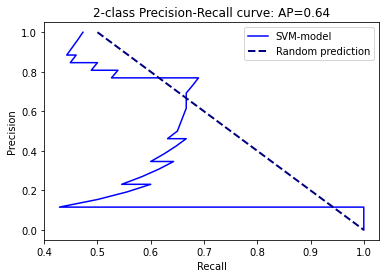 2-class Precision-Recall curve: AP=0.64
SVM-model
Random prediction
Precision
1.0
0.8
0.6
0.4
0.2
0.0
0.4 0.5 0.6 0.7 0.8 0.9 1.0
Recall